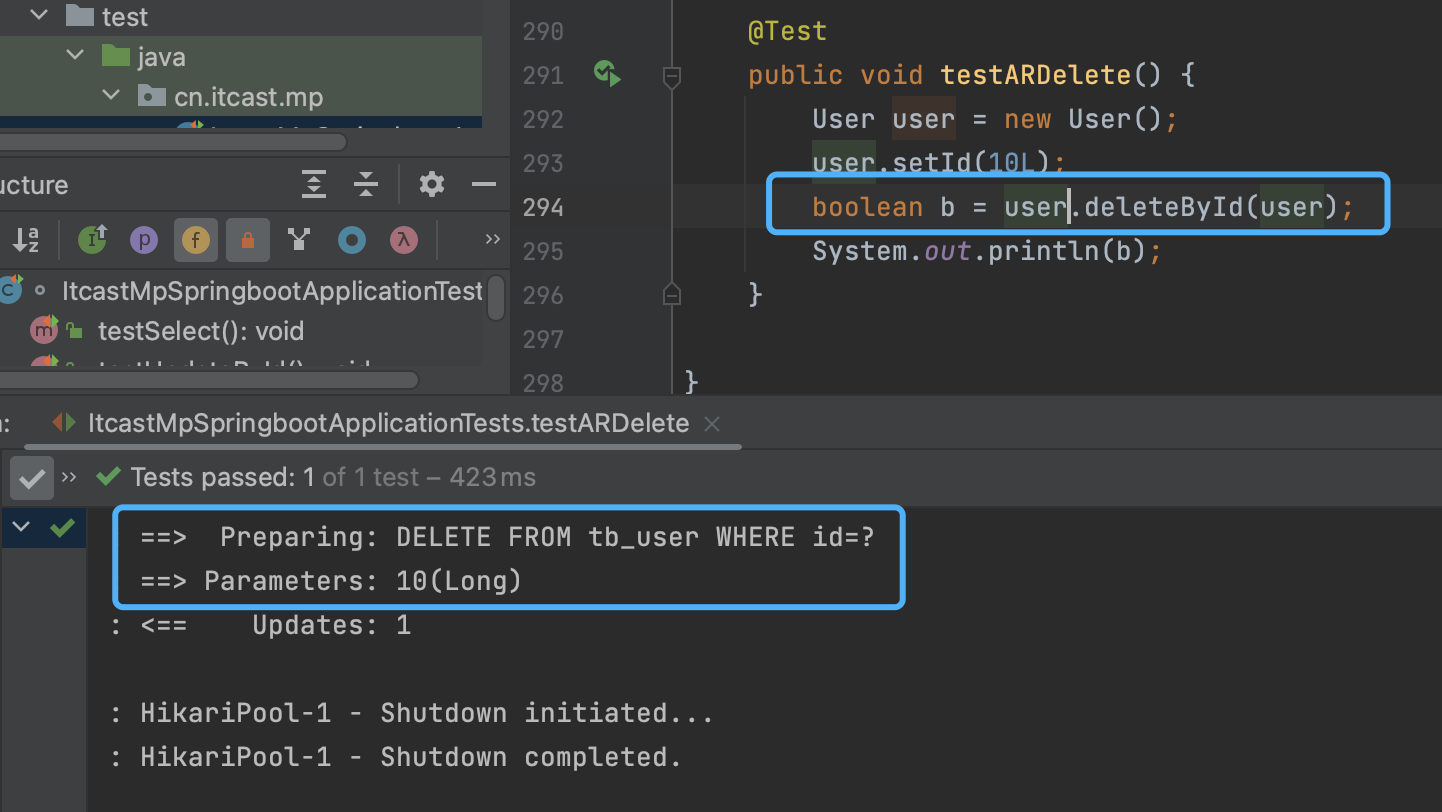 test
java
cn.itcast.mp
ucture
ItcastMpSpringbootApplicationTest
testSelect(): void
290 @Test
291 public void testARDelete() {
292 User user = new User();
293 user.setId(10L);
294 boolean b = user.deleteById(user);
295 System.out.println(b);
296 }
297
298 }
ItcastMpSpringbootApplicationTests.testARDelete
Tests passed: 1 of 1 test – 423 ms
==>  Preparing: DELETE FROM tb_user WHERE id=?
==> Parameters: 10(Long)
: <==    Updates: 1
: HikariPool-1 - Shutdown initiated...
: HikariPool-1 - Shutdown completed.